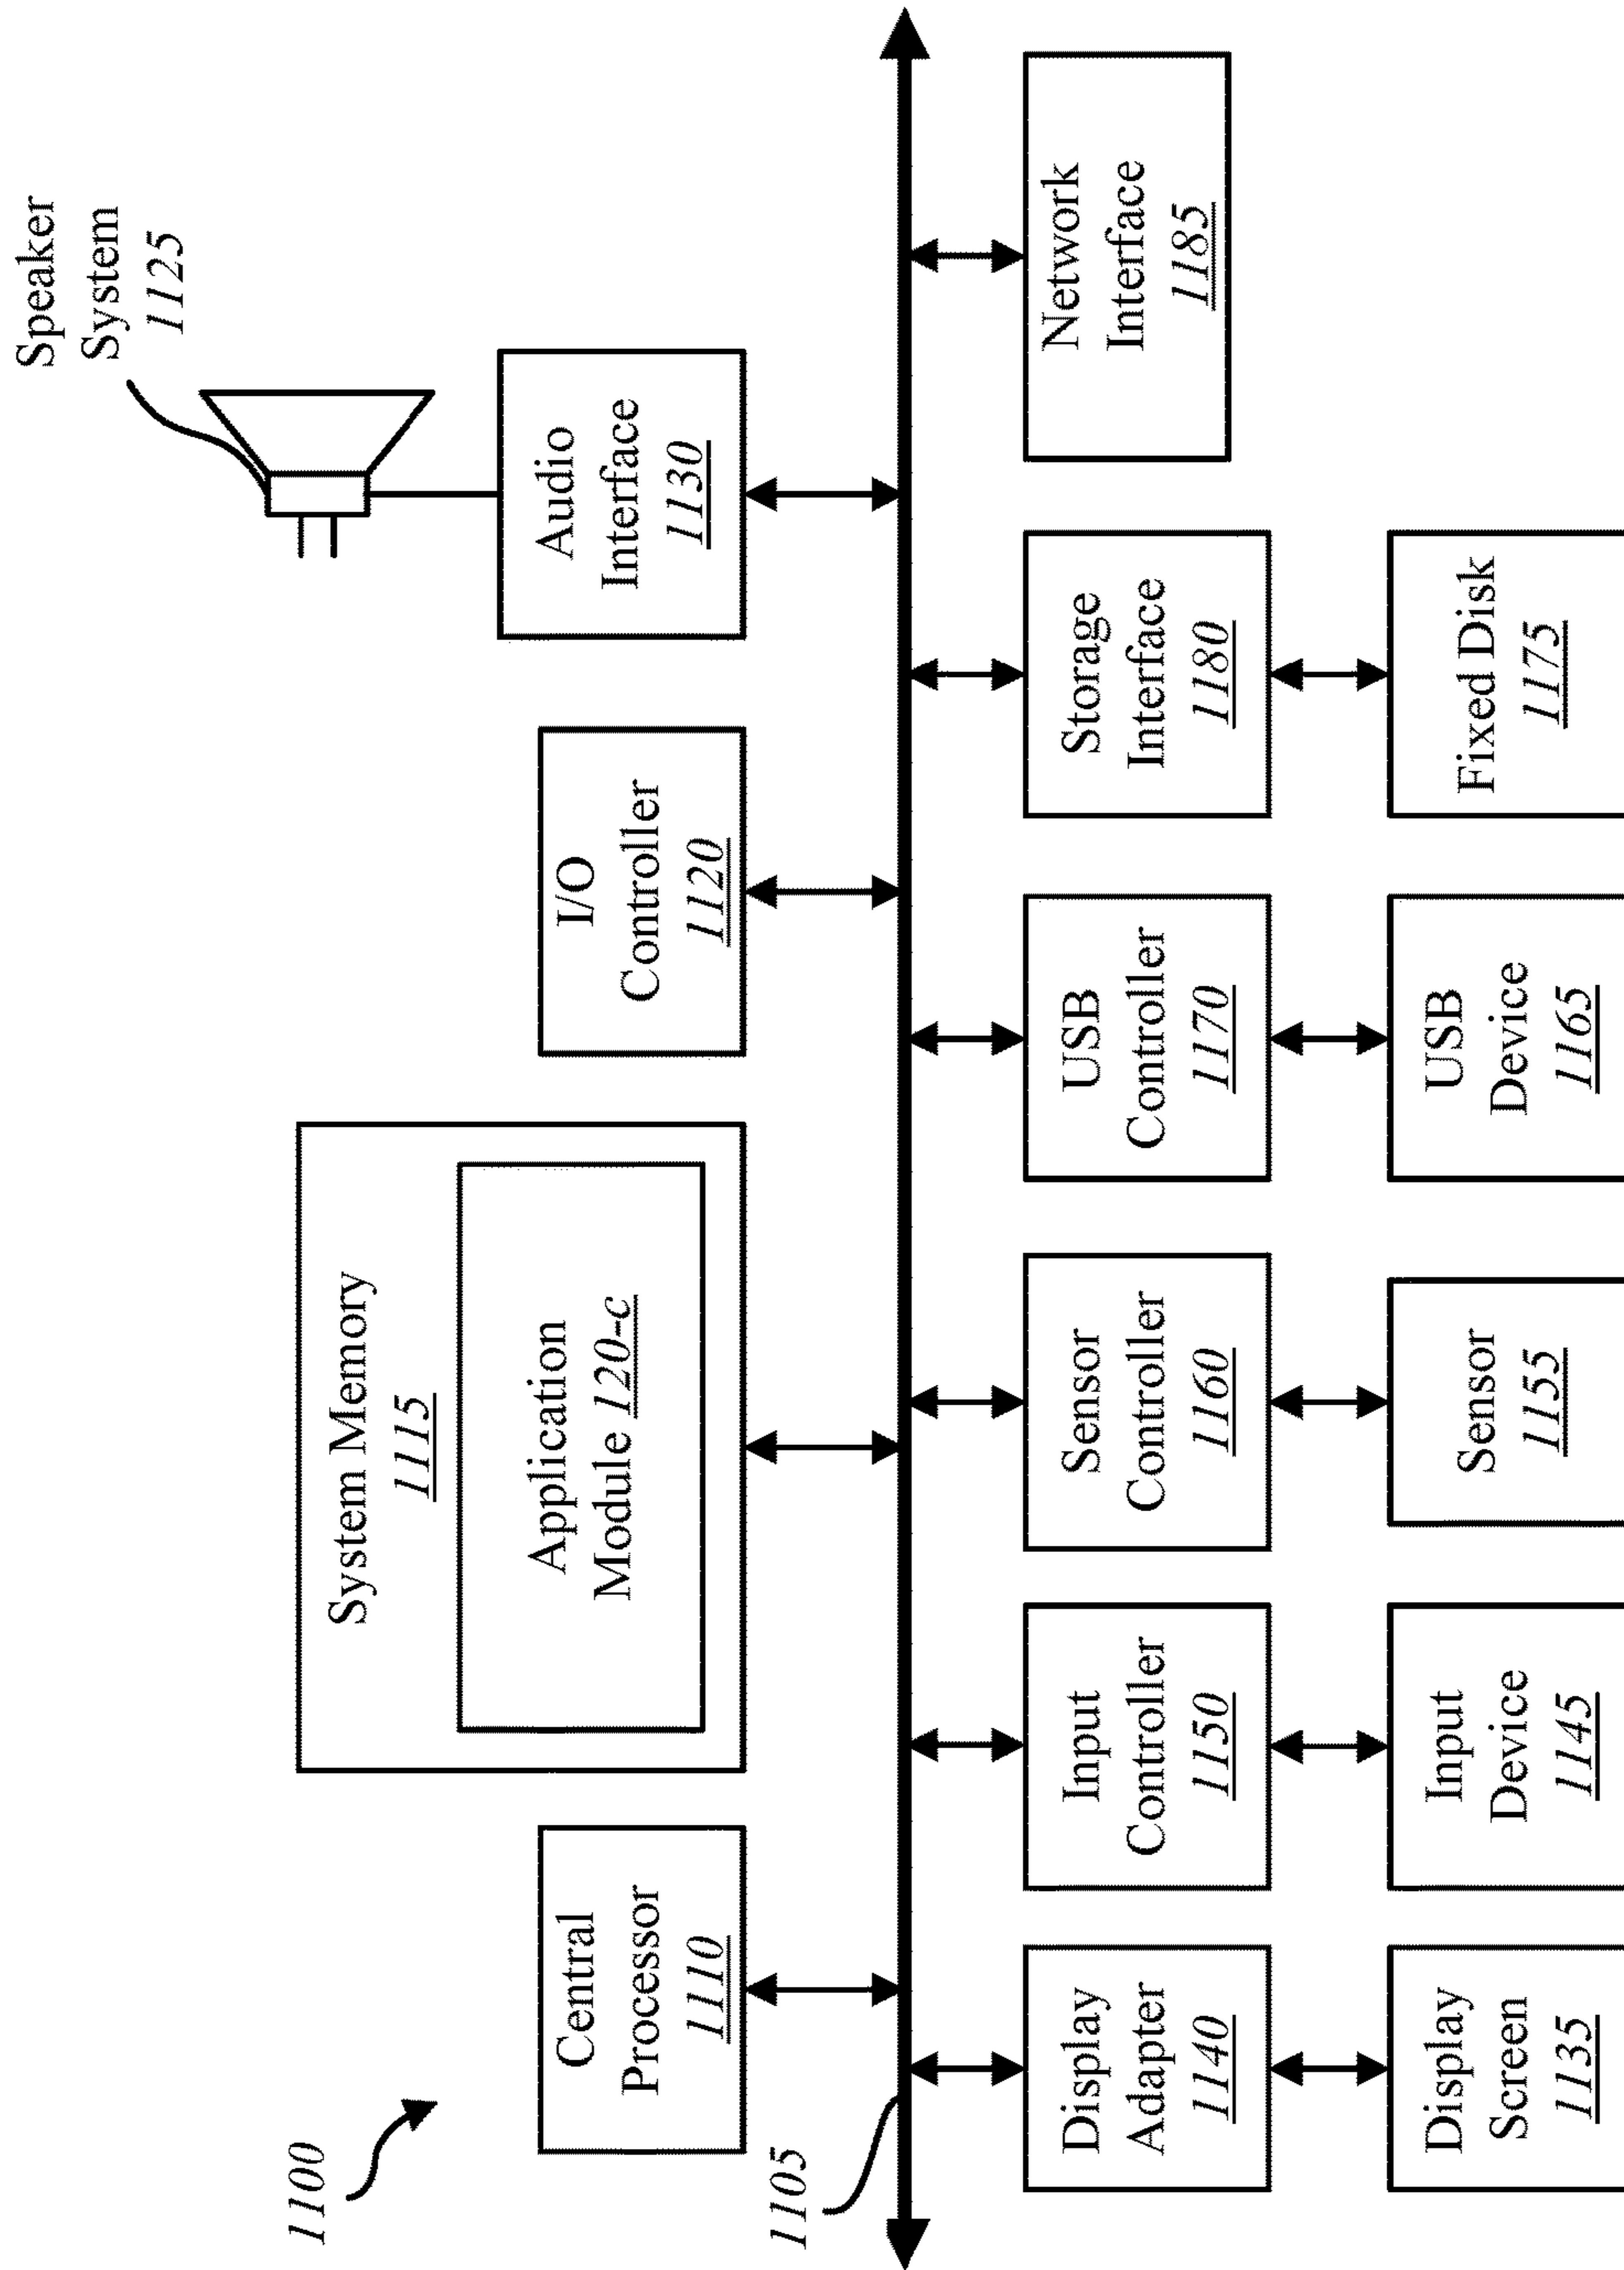 1100
Central
Processor
1110
System Memory
1115
Application
Module 120-c
I/O
Controller
1120
Speaker
System
1125
Audio
Interface
1130
1105
Display
Adapter
1140
Input
Controller
1150
Sensor
Controller
1160
USB
Controller
1170
Storage
Interface
1180
Network
Interface
1185
Display
Screen
1135
Input
Device
1145
Sensor
1155
USB
Device
1165
Fixed Disk
1175